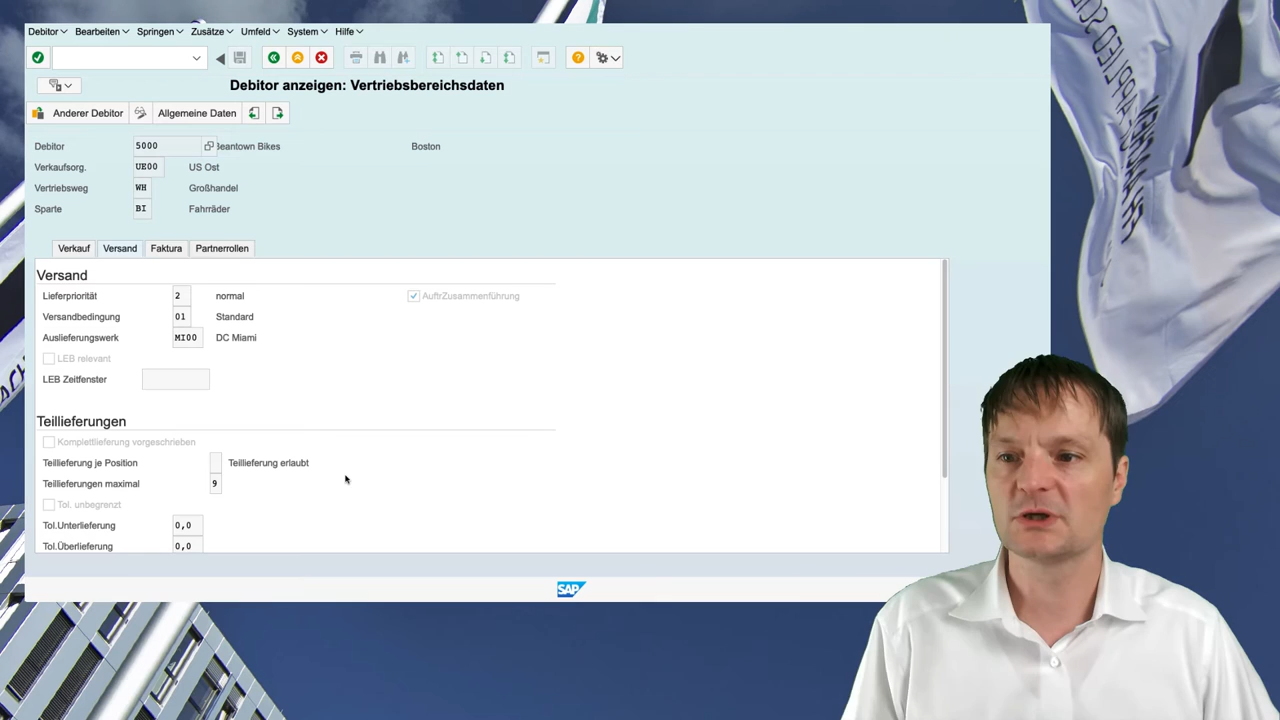 Debitor Bearbeiten Springen Zusätze Umfeld System Hilfe
Debitor anzeigen: Vertriebsbereichsdaten
Anderer Debitor Allgemeine Daten
Debitor 5000 Beantown Bikes Boston
Verkaufsorg. UE00 US Ost
Vertriebsweg WH Großhandel
Sparte BI Fahrräder
Verkauf Versand Faktura Partnerrollen
Versand
Lieferpriorität 2 normal AuftrZusammenführung
Versandbedingung 01 Standard
Auslieferungswerk MI00 DC Miami
LEB relevant
LEB Zeitfenster
Teillieferungen
Komplettlieferung vorgeschrieben
Teillieferung je Position Teillieferung erlaubt
Teillieferungen maximal 9
Tol. unbegrenzt
Tol.Unterlieferung 0,0
Tol.Überlieferung 0,0
SAP